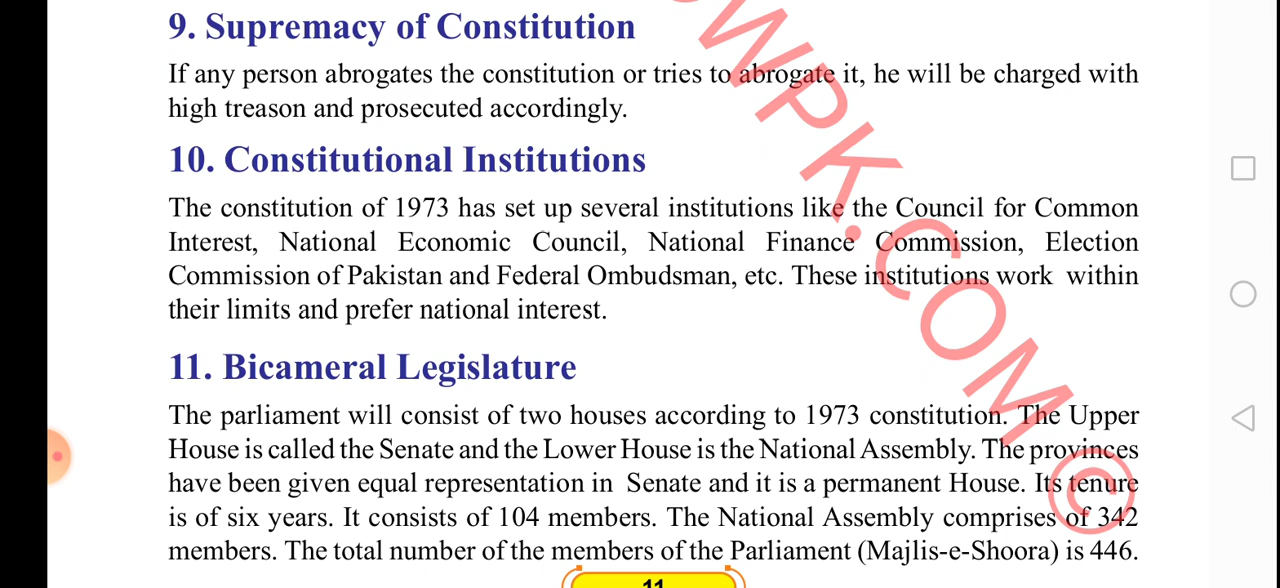 9. Supremacy of Constitution
If any person abrogates the constitution or tries to abrogate it, he will be charged with
high treason and prosecuted accordingly.
10. Constitutional Institutions
The constitution of 1973 has set up several institutions like the Council for Common
Interest, National Economic Council, National Finance Commission, Election
Commission of Pakistan and Federal Ombudsman, etc. These institutions work within
their limits and prefer national interest.
11. Bicameral Legislature
The parliament will consist of two houses according to 1973 constitution. The Upper
House is called the Senate and the Lower House is the National Assembly. The provinces
have been given equal representation in Senate and it is a permanent House. Its tenure
is of six years. It consists of 104 members. The National Assembly comprises of 342
members. The total number of the members of the Parliament (Majlis-e-Shoora) is 446.
11
WPK.COM ©